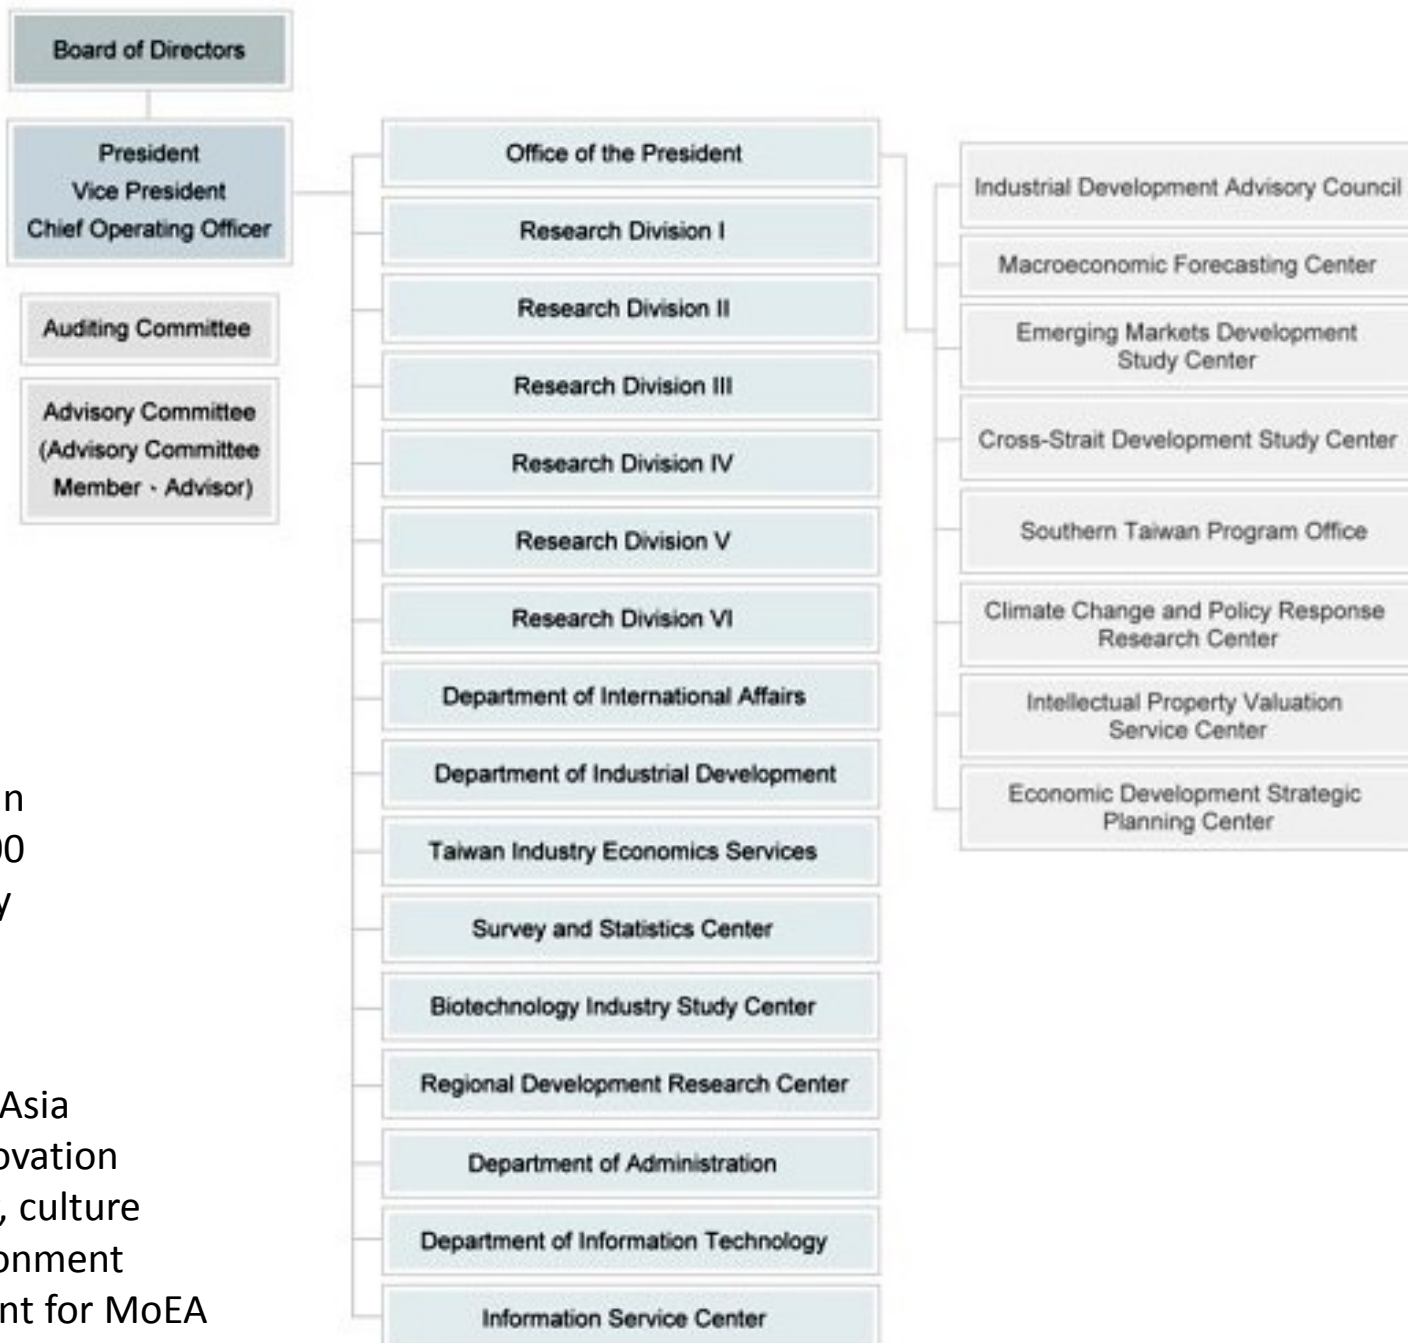 Board of Directors
President
Vice President
Chief Operating Officer
Auditing Committee
Advisory Committee
(Advisory Committee
Member · Advisor)
Office of the President
Research Division I
Research Division II
Research Division III
Research Division IV
Research Division V
Research Division VI
Department of International Affairs
Department of Industrial Development
Taiwan Industry Economics Services
Survey and Statistics Center
Biotechnology Industry Study Center
Regional Development Research Center
Department of Administration
Department of Information Technology
Information Service Center
Industrial Development Advisory Council
Macroeconomic Forecasting Center
Emerging Markets Development
Study Center
Cross-Strait Development Study Center
Southern Taiwan Program Office
Climate Change and Policy Response
Research Center
Intellectual Property Valuation
Service Center
Economic Development Strategic
Planning Center
Asia
, culture
for MoEA